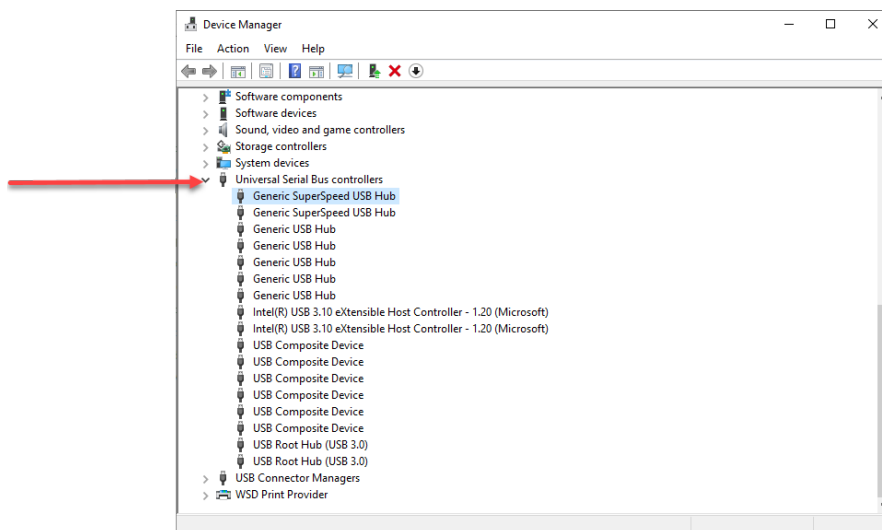 Device Manager
File Action View Help
Software components
Software devices
Sound, video and game controllers
Storage controllers
System devices
Universal Serial Bus controllers
Generic SuperSpeed USB Hub
Generic SuperSpeed USB Hub
Generic USB Hub
Generic USB Hub
Generic USB Hub
Generic USB Hub
Generic USB Hub
Intel(R) USB 3.10 eXtensible Host Controller - 1.20 (Microsoft)
Intel(R) USB 3.10 eXtensible Host Controller - 1.20 (Microsoft)
USB Composite Device
USB Composite Device
USB Composite Device
USB Composite Device
USB Composite Device
USB Composite Device
USB Root Hub (USB 3.0)
USB Root Hub (USB 3.0)
USB Connector Managers
WSD Print Provider